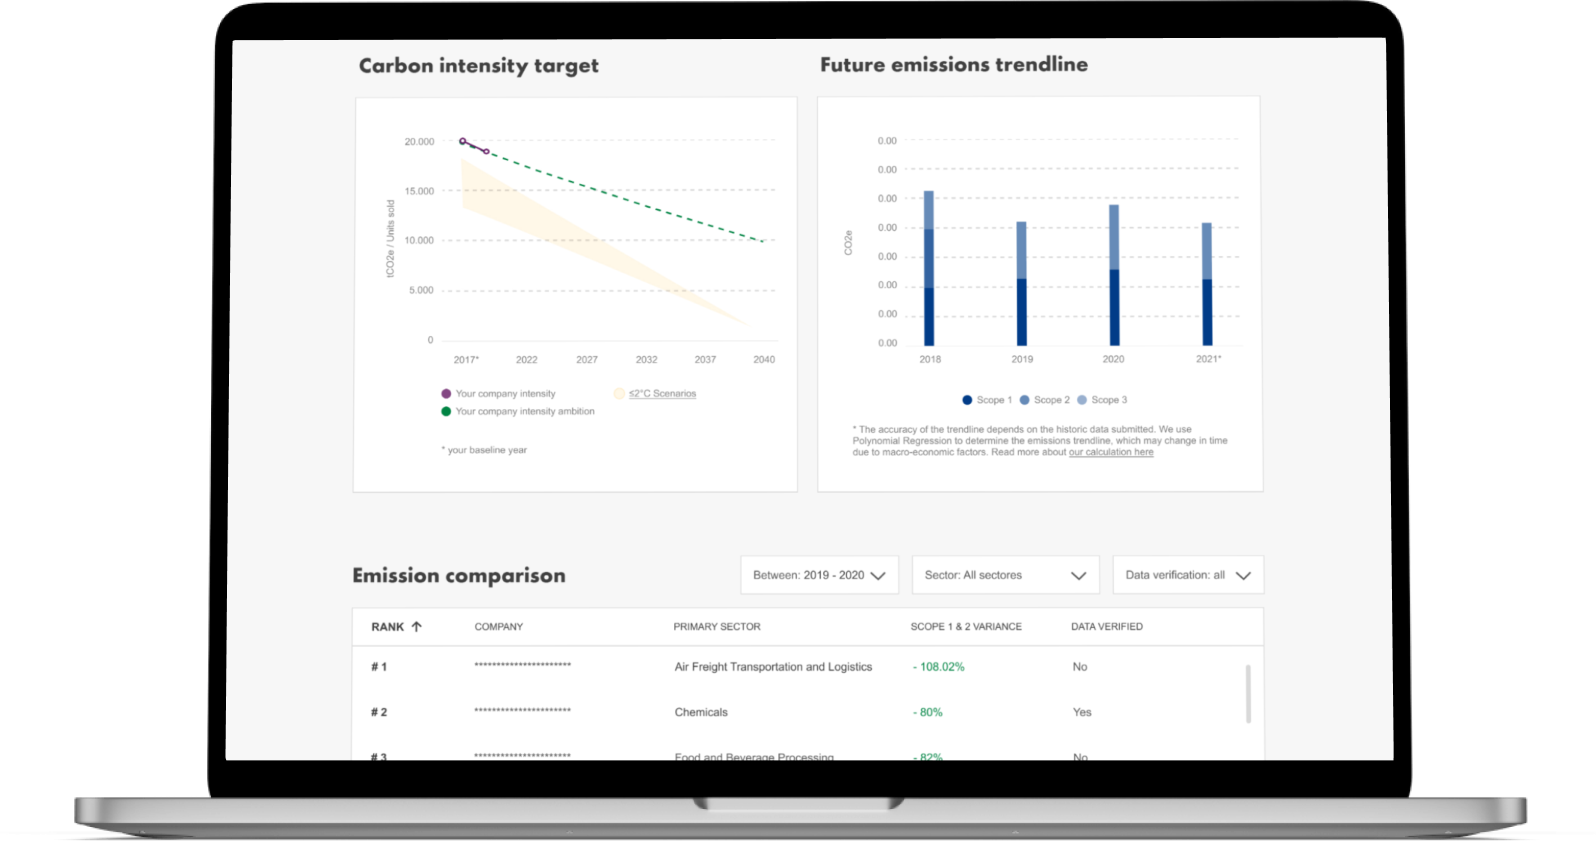 Carbon intensity target
20.000
15.000
10.000
5.000
0
tCO2e / Units sold
2017* 2022 2027 2032 2037 2040
Your company intensity
≤2°C Scenarios
Your company intensity ambition
* your baseline year
Future emissions trendline
0.00
0.00
0.00
0.00
0.00
0.00
0.00
0.00
CO2e
2018 2019 2020 2021*
Scope 1 Scope 2 Scope 3
* The accuracy of the trendline depends on the historic data submitted. We use
Polynomial Regression to determine the emissions trendline, which may change in time
due to macro-economic factors. Read more about our calculation here
Emission comparison
Between: 2019 - 2020
Sector: All sectores
Data verification: all
RANK COMPANY PRIMARY SECTOR SCOPE 1 & 2 VARIANCE DATA VERIFIED
# 1 ********************** Air Freight Transportation and Logistics - 108.02% No
# 2 ********************** Chemicals - 80% Yes
# 3 ********************** Food and Beverage Processing - 82% No